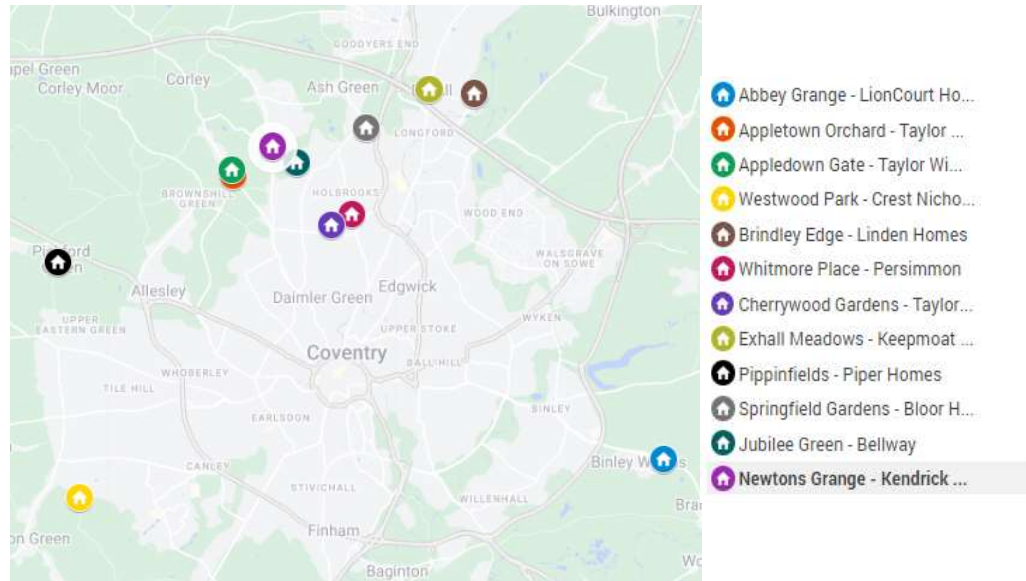 Bulkington
GOODYERS END
Corley
Ash Green
Corley Moor
LONGFORD
BROWNSHILL
GREEN
HOLBROOKS
WOOD END
WALSGRAVE
ON SOWE
Allesley
Daimler Green
Edgwick
UPPER
EASTERN GREEN
UPPER STOKE
WYKEN
Coventry
BALL HILL
WHOBERLEY
TILE HILL
EARLSDON
BINLEY
CANLEY
Binley W
STIVICHALL
WILLENHALL
Finham
Baginton
Abbey Grange - LionCourt Ho...
Appletown Orchard - Taylor ...
Appledown Gate - Taylor Wi...
Westwood Park - Crest Nicho...
Brindley Edge - Linden Homes
Whitmore Place - Persimmon
Cherrywood Gardens - Taylor...
Exhall Meadows - Keepmoat ...
Pippinfields - Piper Homes
Springfield Gardens - Bloor H...
Jubilee Green - Bellway
Newtons Grange - Kendrick ...